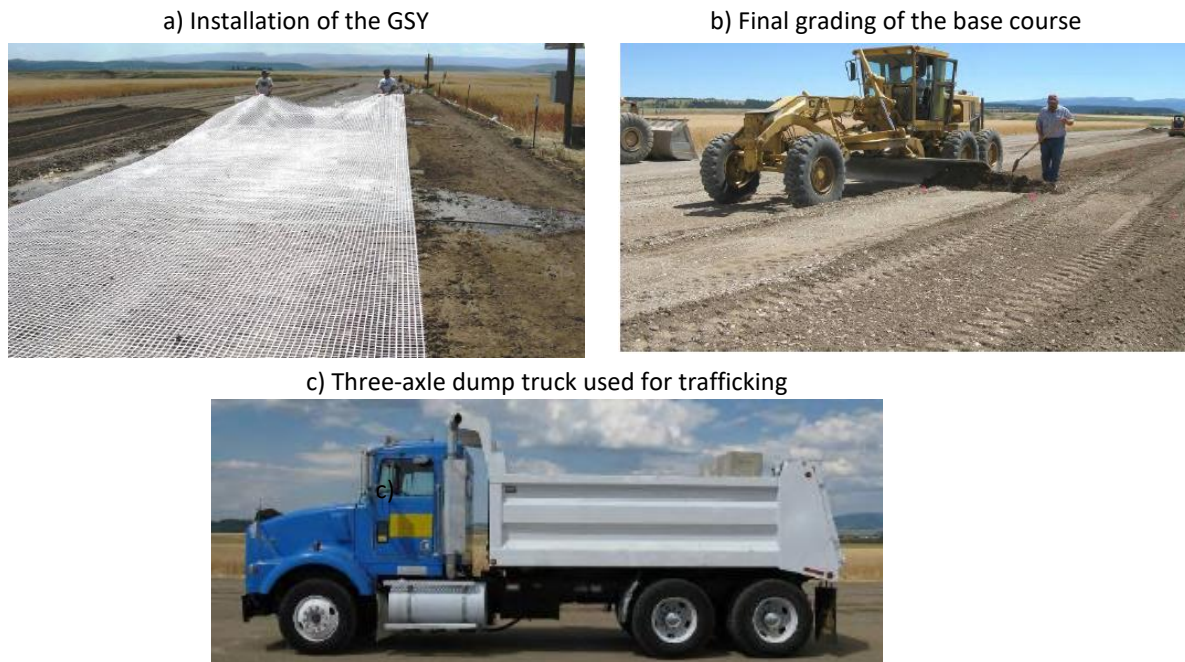 a) Installation of the GSY
b) Final grading of the base course
c) Three-axle dump truck used for trafficking
c)